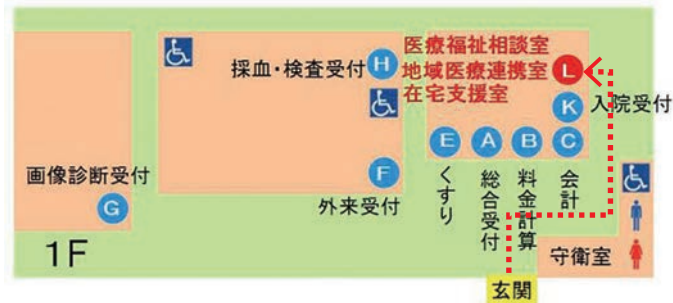 医療福祉相談室
地域医療連携室
在宅支援室
採血・検査受付
H
L
K
入院受付
E
A
B
C
くすり
総合受付
料金計算
会計
F
外来受付
画像診断受付
G
1F
守衛室
玄関